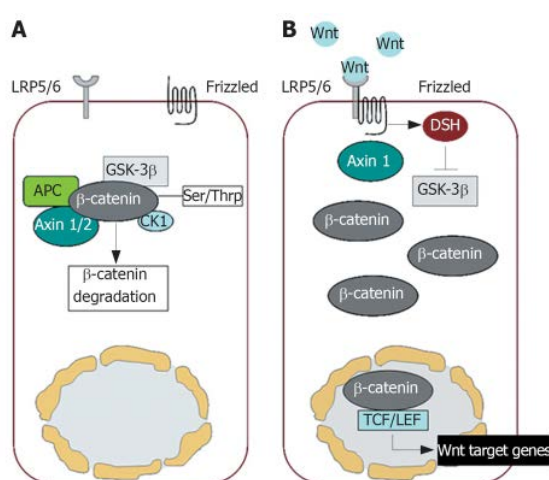 A
LRP5/6
Frizzled
GSK-3β
APC
β-catenin
Ser/Thrp
Axin 1/2
CK1
β-catenin
degradation
B
Wnt
Wnt
Wnt
LRP5/6
Frizzled
DSH
Axin 1
GSK-3β
β-catenin
β-catenin
β-catenin
β-catenin
TCF/LEF
Wnt target genes